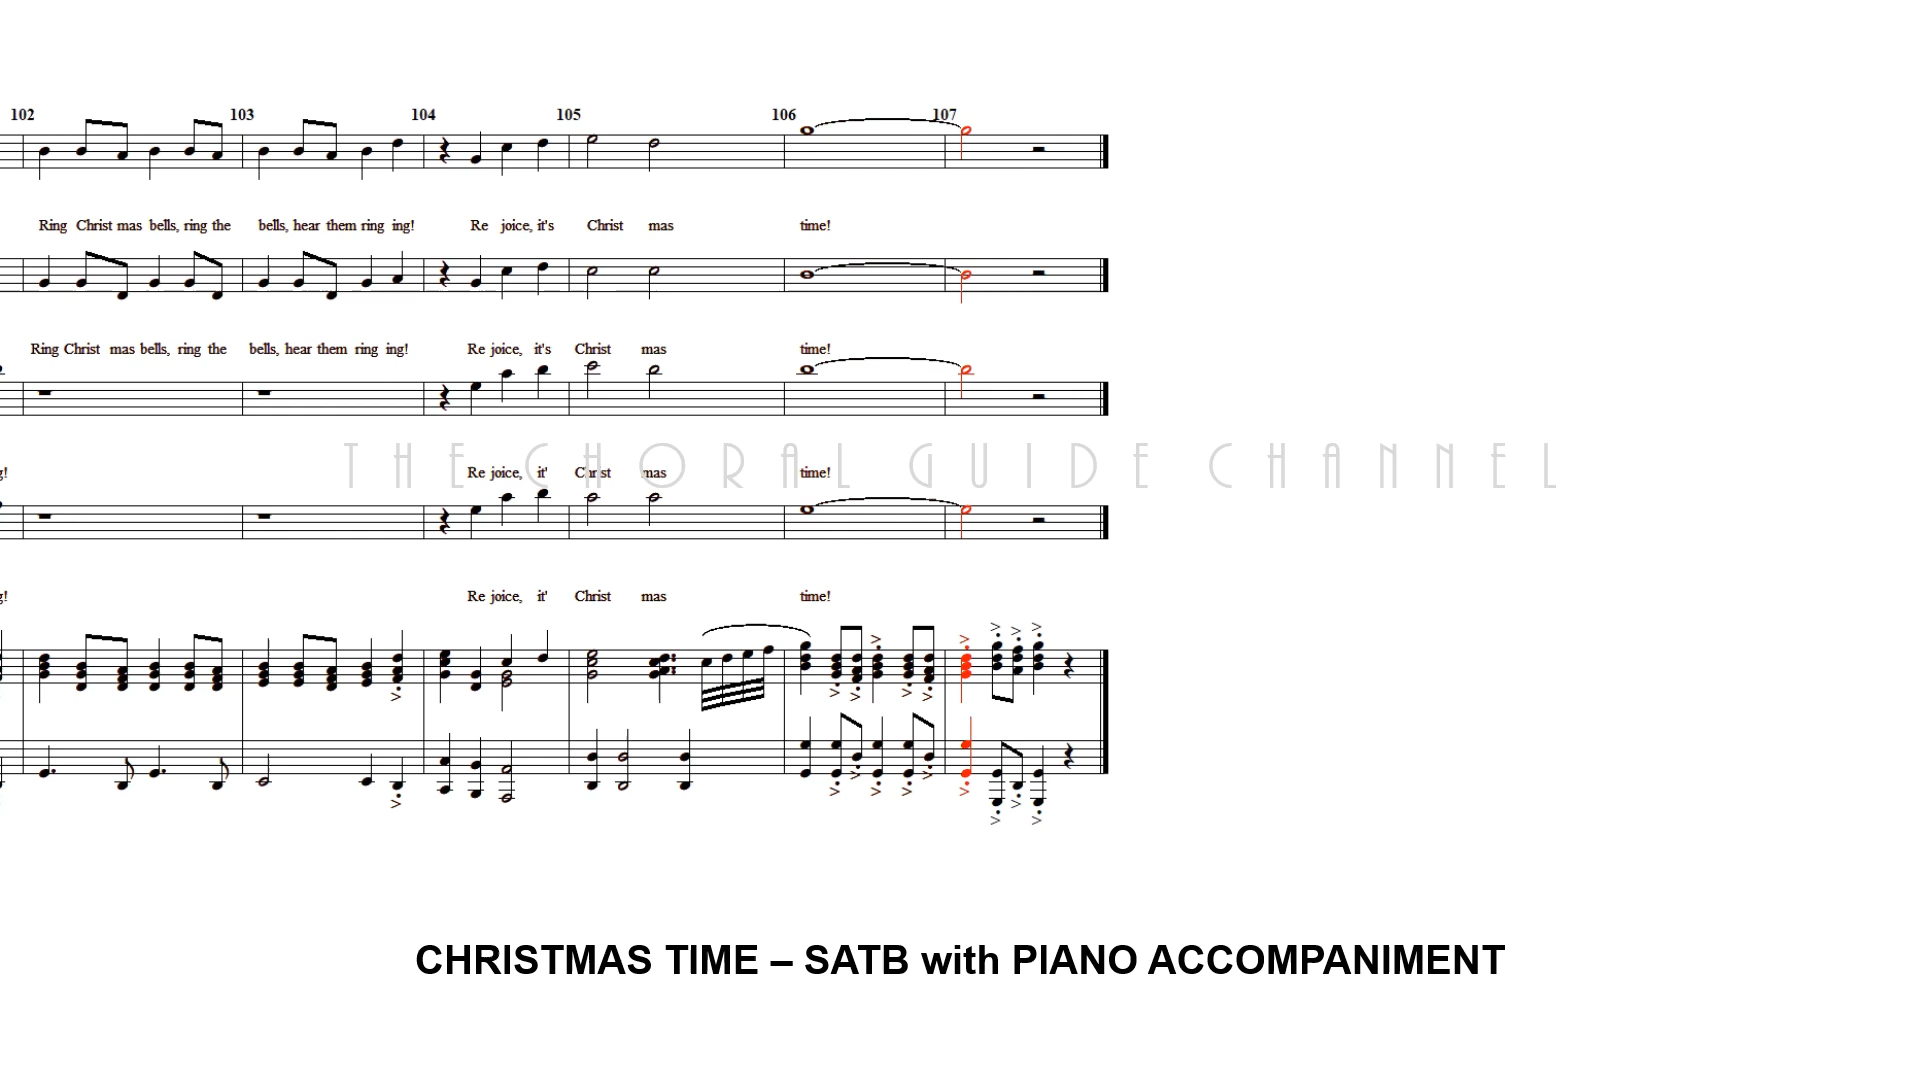 102 103 104 105 106 107
Ring Christ mas bells, ring the bells, hear them ring ing! Re joice, it's Christ mas time!
Ring Christ mas bells, ring the bells, hear them ring ing! Re joice, it's Christ mas time!
THE CHORAL GUIDE CHANNEL
g! Re joice, it' Christ mas time!
g! Re joice, it' Christ mas time!
CHRISTMAS TIME – SATB with PIANO ACCOMPANIMENT